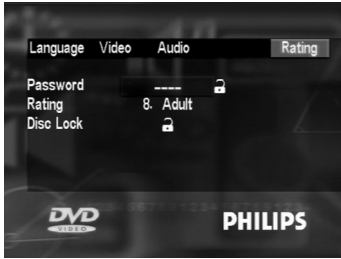 Language Video Audio Rating
Password ----
Rating 8. Adult
Disc Lock
DVD
VIDEO
PHILIPS